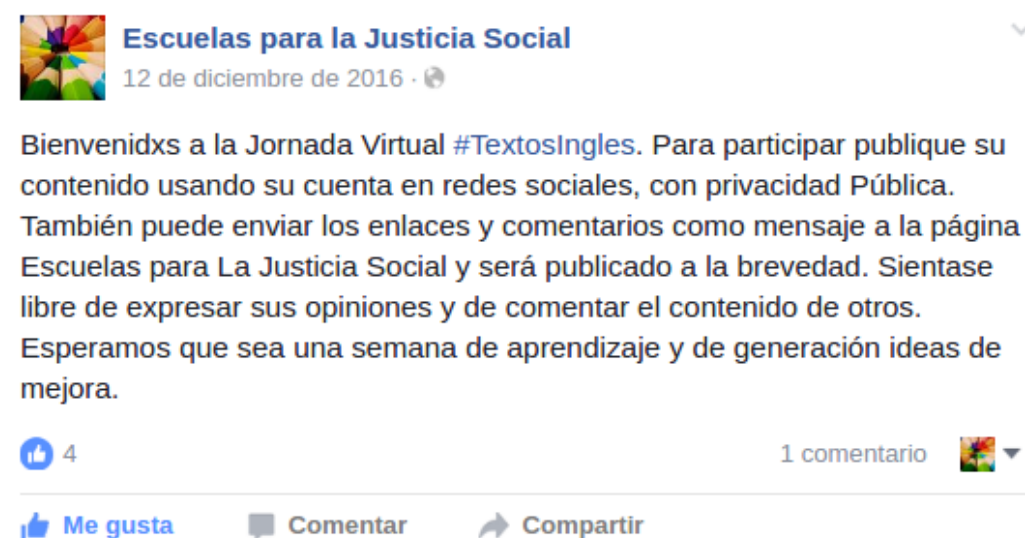 Escuelas para la Justicia Social
12 de diciembre de 2016 ·
Bienvenidxs a la Jornada Virtual #TextosIngles. Para participar publique su
contenido usando su cuenta en redes sociales, con privacidad Pública.
También puede enviar los enlaces y comentarios como mensaje a la página
Escuelas para La Justicia Social y será publicado a la brevedad. Sientase
libre de expresar sus opiniones y de comentar el contenido de otros.
Esperamos que sea una semana de aprendizaje y de generación ideas de
mejora.
4 1 comentario
Me gusta Comentar Compartir